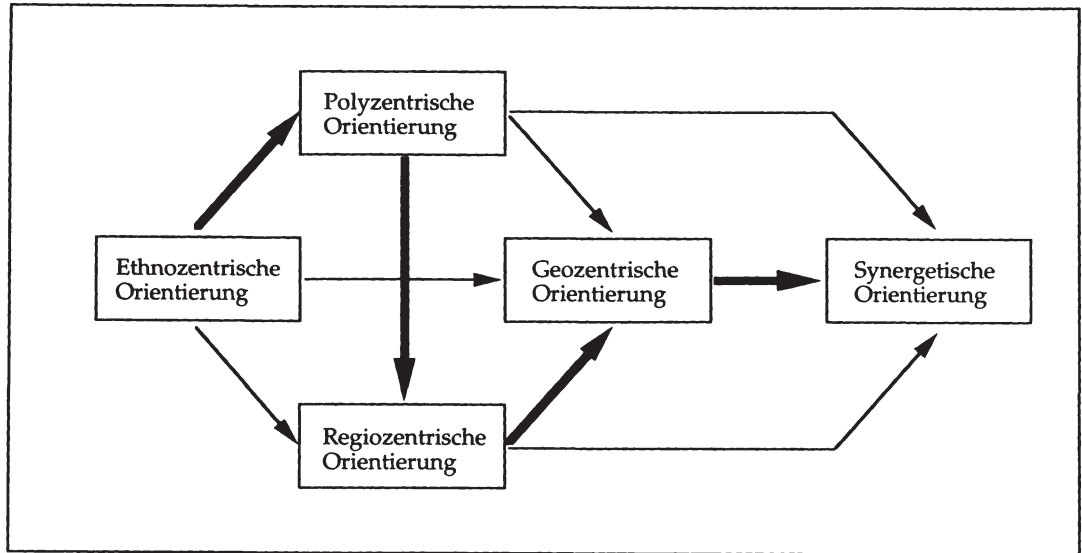 Polyzentrische
Orientierung
Ethnozentrische
Orientierung
Geozentrische
Orientierung
Synergetische
Orientierung
Regiozentrische
Orientierung